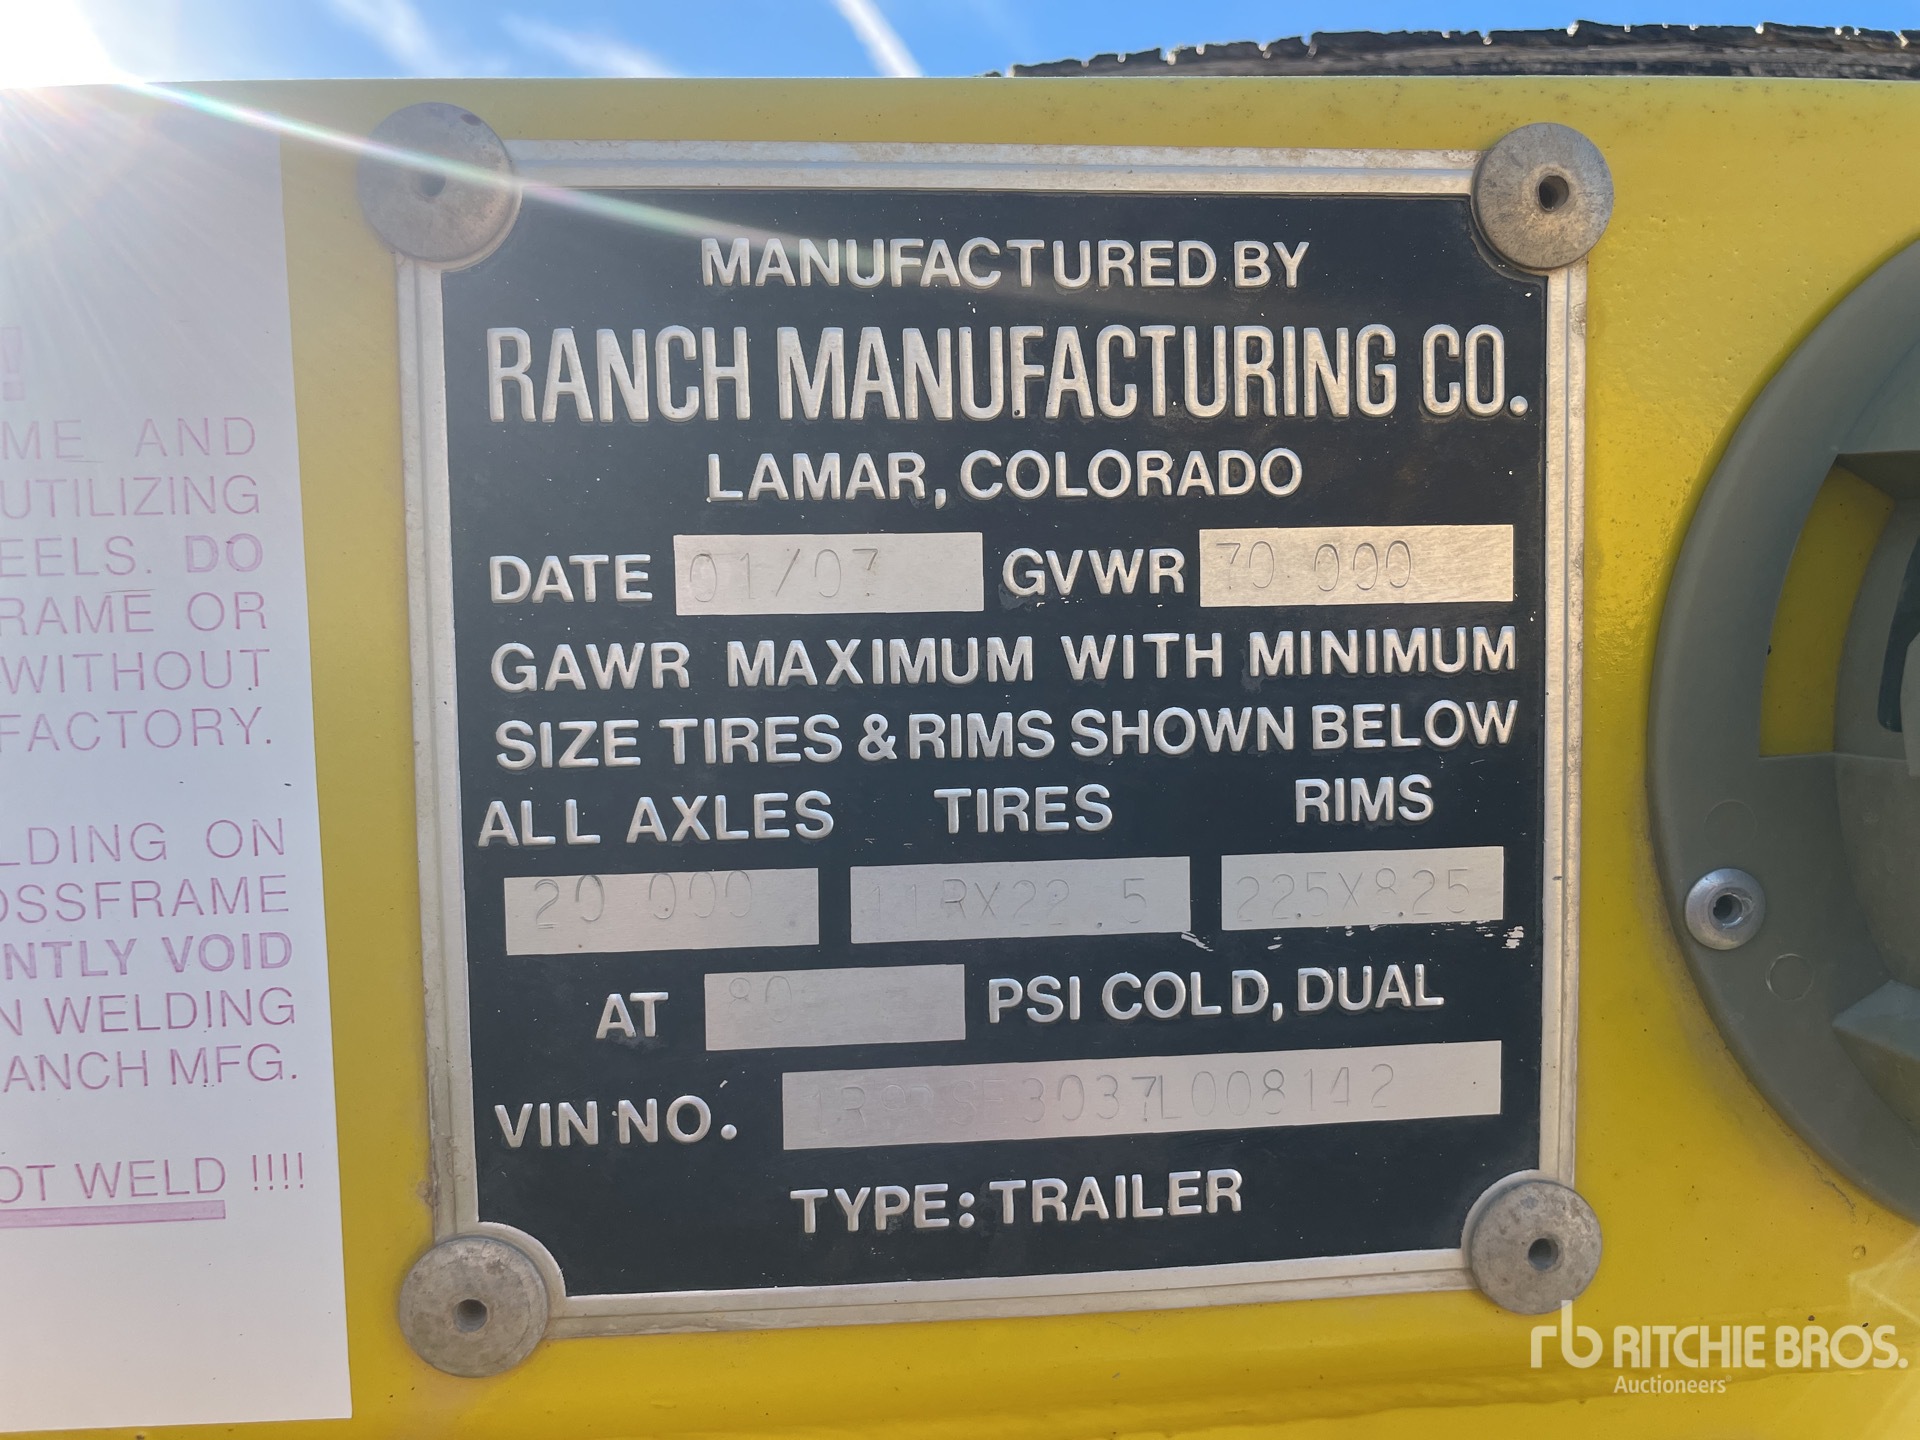 !
ME AND
UTILIZING
EELS. DO
RAME OR
WITHOUT
FACTORY.
LDING ON
OSSFRAME
NTLY VOID
N WELDING
ANCH MFG.
OT WELD !!!!
MANUFACTURED BY
RANCH MANUFACTURING CO.
LAMAR, COLORADO
DATE 01/07 GVWR 70 000
GAWR MAXIMUM WITH MINIMUM
SIZE TIRES & RIMS SHOWN BELOW
ALL AXLES TIRES RIMS
20 000 11RX22.5 22.5X8.25
AT 80 PSI COLD, DUAL
VIN NO.
TYPE: TRAILER
rb RITCHIE BROS.
Auctioneers